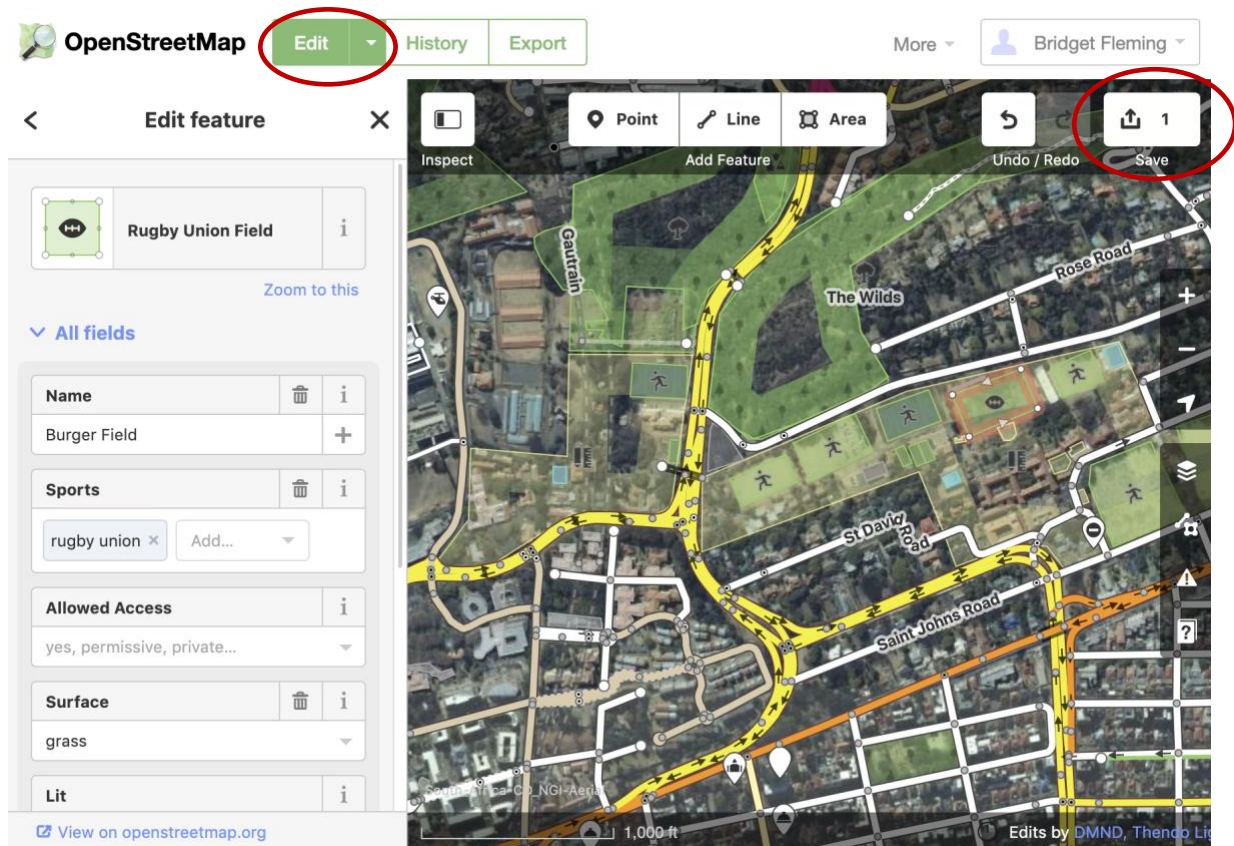 OpenStreetMap Edit History Export More Bridget Fleming
Edit feature
Rugby Union Field i
Zoom to this
All fields
Name i
Burger Field
Sports i
rugby union × Add...
Allowed Access i
yes, permissive, private...
Surface i
grass
Lit i
View on openstreetmap.org
Point Line Area 1
Inspect Add Feature Undo / Redo Save
Gautrain
Rose Road
The Wilds
St David Road
Saint Johns Road
South-Africa-CD_NGI-Aerial
1,000 ft
Edits by DMND, Thendo